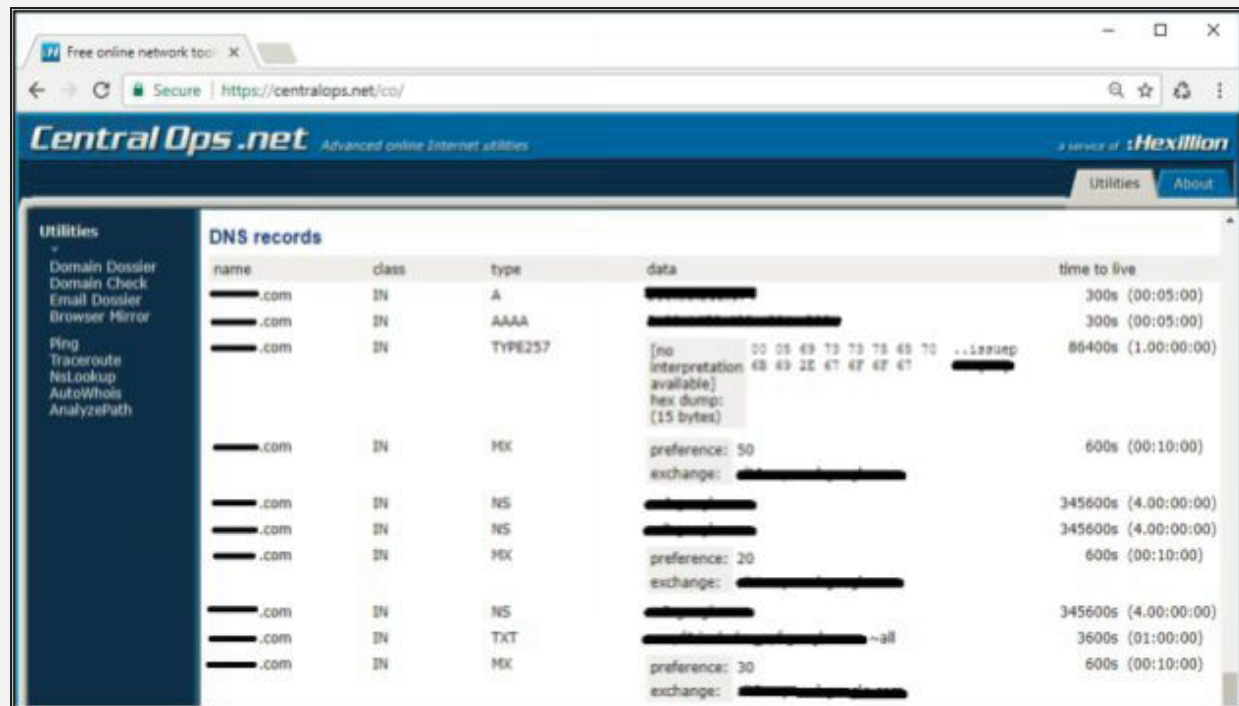 Free online network tool
Secure https://centralops.net/co/
Central Ops .net Advanced online Internet utilities a service of :Hexillion
Utilities About
Utilities
Domain Dossier
Domain Check
Email Dossier
Browser Mirror
Ping
Traceroute
NsLookup
AutoWhois
AnalyzePath
DNS records
name class type data time to live
.com IN A 300s (00:05:00)
.com IN AAAA 300s (00:05:00)
.com IN TYPE257 [no interpretation available] hex dump: (15 bytes) 00 05 69 73 73 75 65 70 ..issuep 86400s (1.00:00:00)
6B 69 2E 67 6F 6F 67
.com IN MX preference: 50 600s (00:10:00)
exchange:
.com IN NS 345600s (4.00:00:00)
.com IN NS 345600s (4.00:00:00)
.com IN MX preference: 20 600s (00:10:00)
exchange:
.com IN NS 345600s (4.00:00:00)
.com IN TXT ~all 3600s (01:00:00)
.com IN MX preference: 30 600s (00:10:00)
exchange: